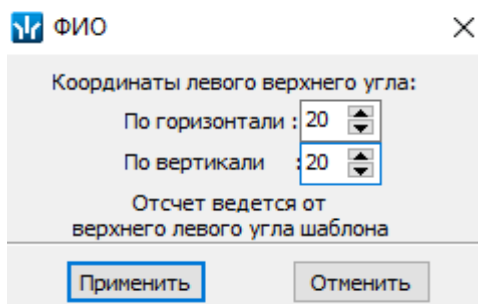 ФИО
Координаты левого верхнего угла:
По горизонтали : 20
По вертикали : 20
Отсчет ведется от
верхнего левого угла шаблона
Применить Отменить